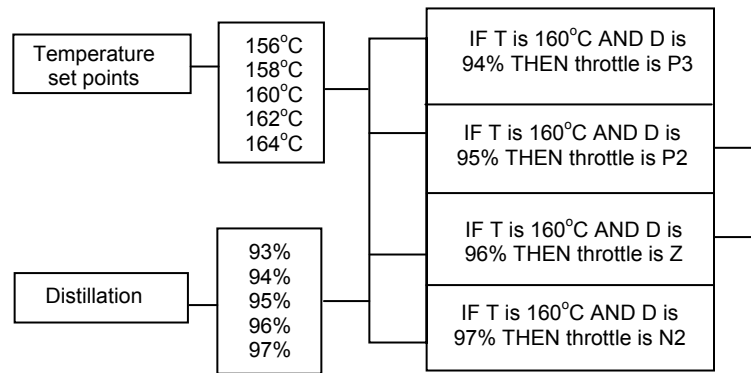 Temperature
set points
156°C
158°C
160°C
162°C
164°C
IF T is 160°C AND D is
94% THEN throttle is P3
IF T is 160°C AND D is
95% THEN throttle is P2
IF T is 160°C AND D is
96% THEN throttle is Z
IF T is 160°C AND D is
97% THEN throttle is N2
Distillation
93%
94%
95%
96%
97%